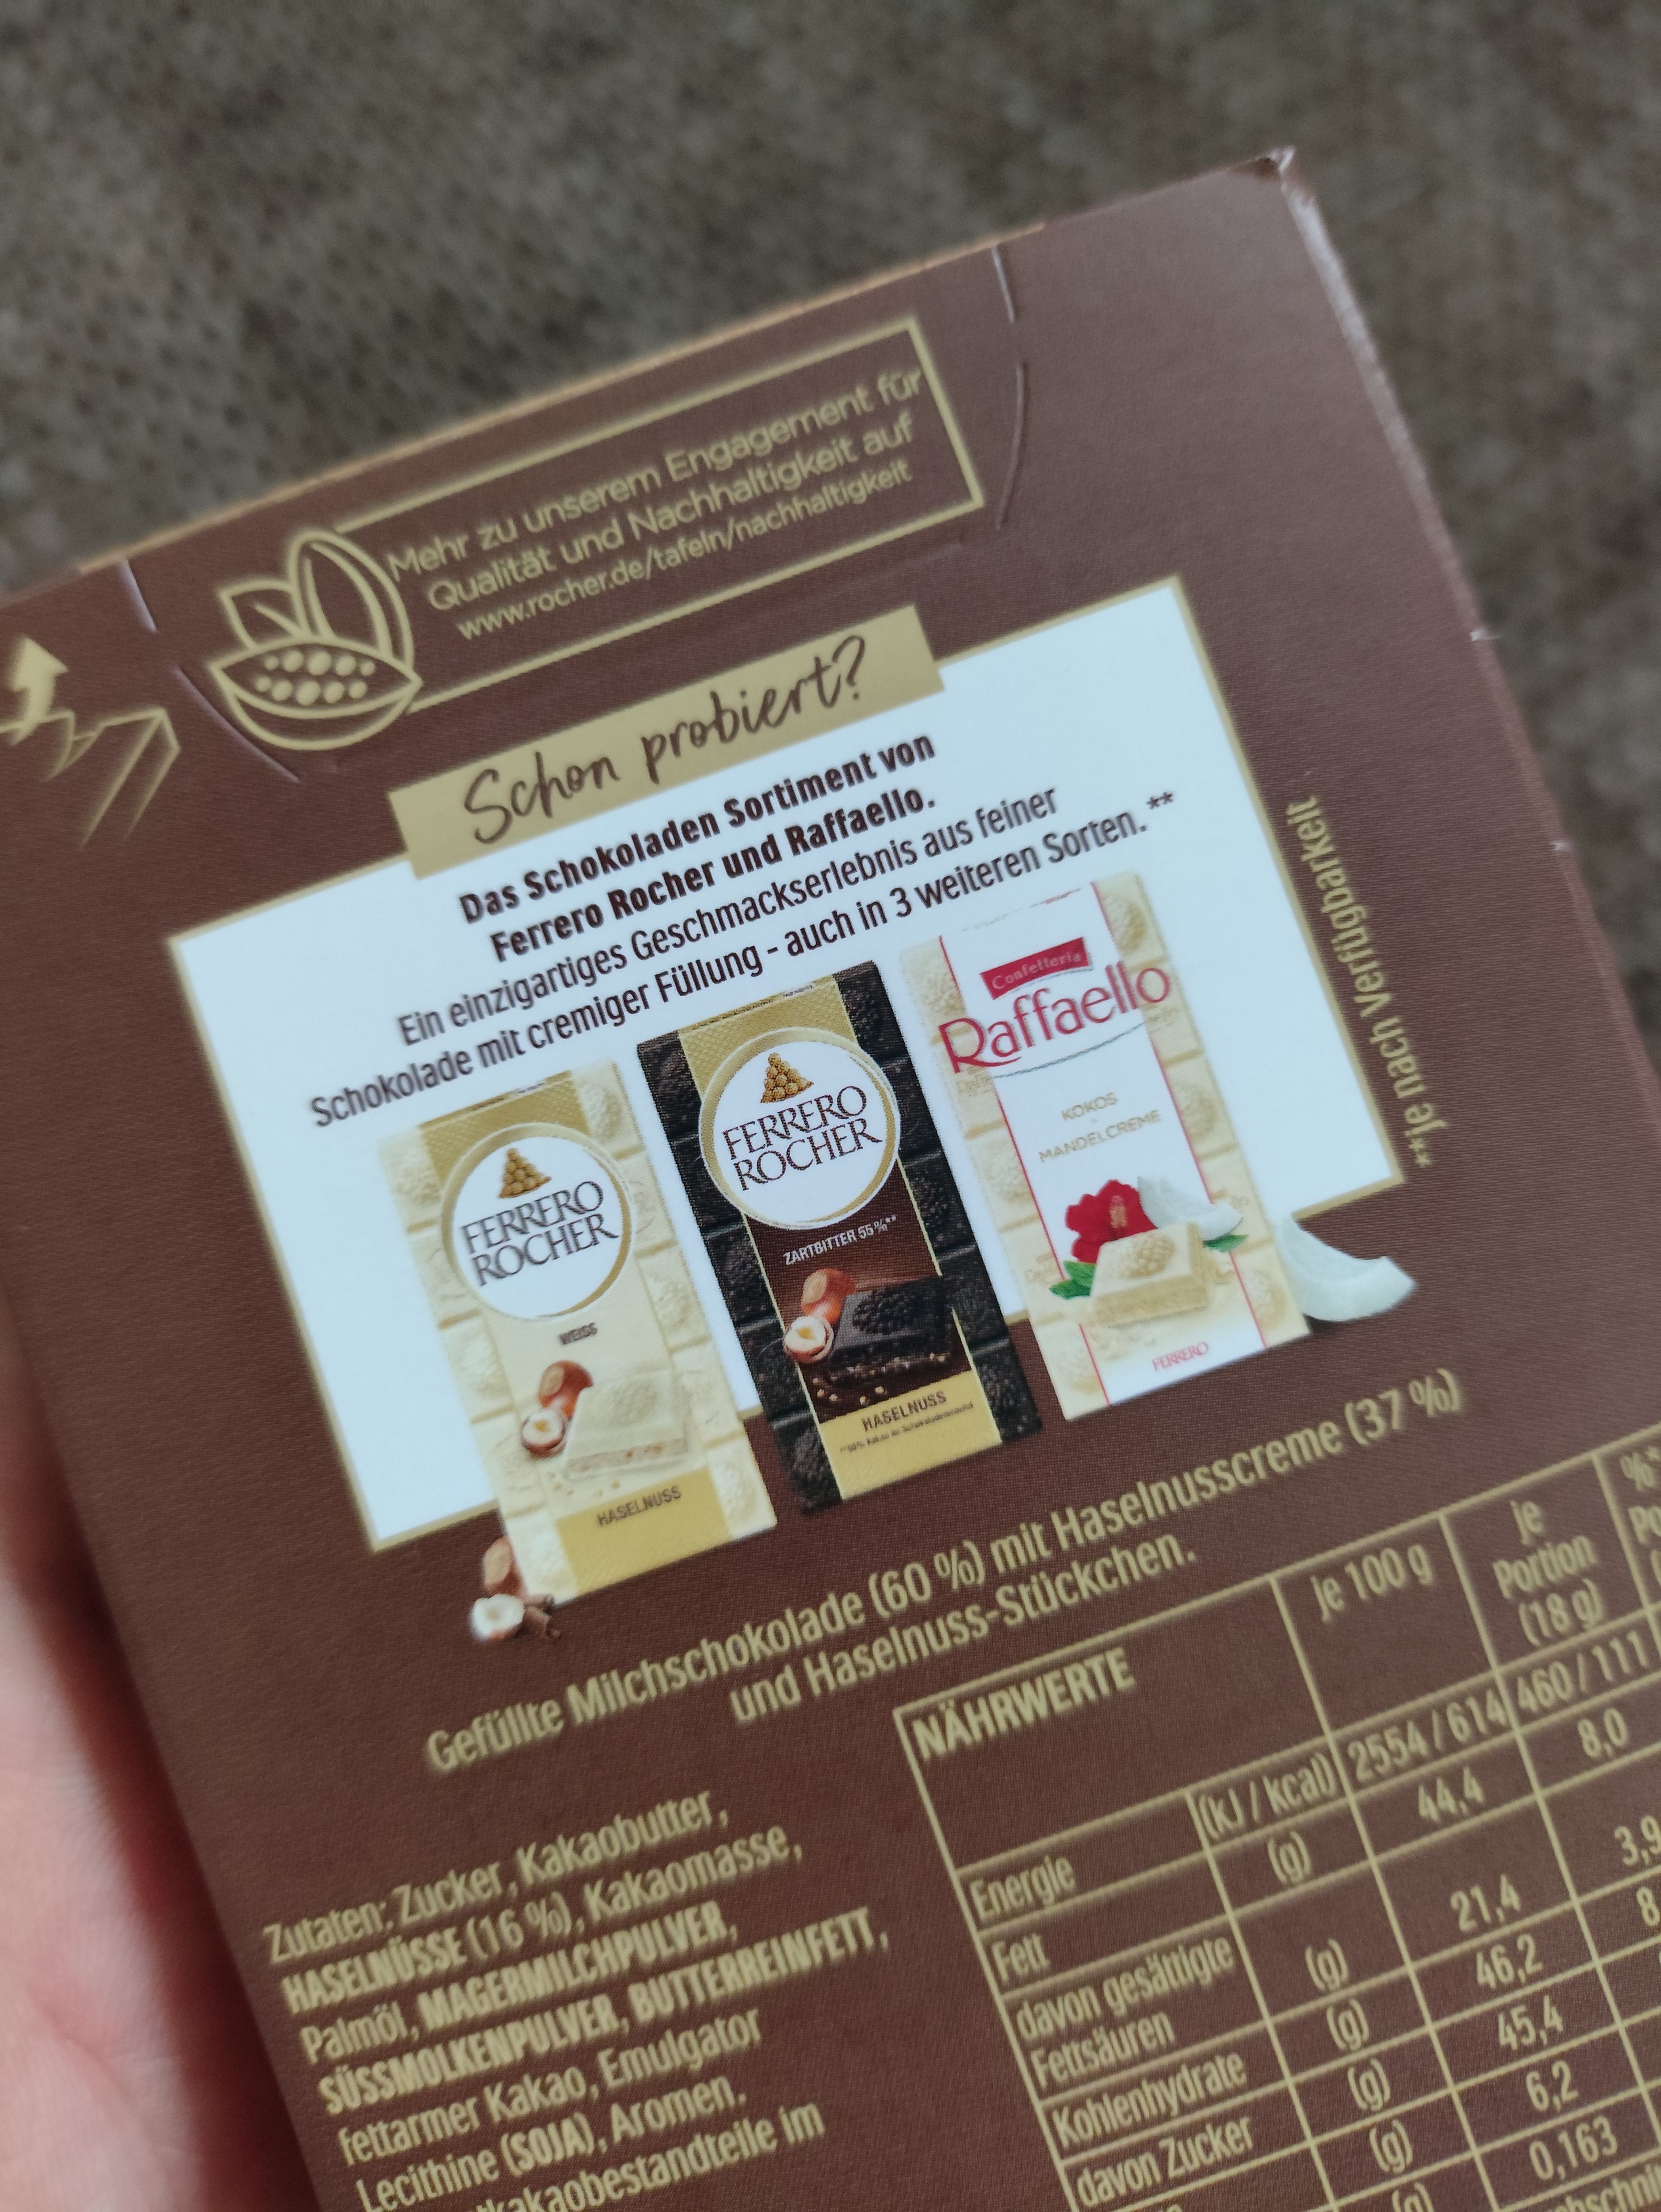 Mehr zu unserem Engagement für
Qualität und Nachhaltigkeit auf
www.rocher.de/tafeln/nachhaltigkeit
Schon probiert?
Das Schokoladen Sortiment von
Ferrero Rocher und Raffaello.
Ein einzigartiges Geschmackserlebnis aus feiner
Schokolade mit cremiger Füllung - auch in 3 weiteren Sorten.**
**je nach Verfügbarkeit
FERRERO
ROCHER
WEISS
HASELNUSS
FERRERO
ROCHER
ZARTBITTER 55%**
HASELNUSS
Confetteria
Raffaello
KOKOS
MANDELCREME
FERRERO
Gefüllte Milchschokolade (60 %) mit Haselnusscreme (37 %)
und Haselnuss-Stückchen.
Zutaten: Zucker, Kakaobutter,
HASELNÜSSE (16 %), Kakaomasse,
Palmöl, MAGERMILCHPULVER,
SÜSSMOLKENPULVER, BUTTERREINFETT,
fettarmer Kakao, Emulgator
Lecithine (SOJA), Aromen.
kakaobestandteile im
NÄHRWERTE je 100 g je Portion (18 g) %*
Energie (kJ / kcal) 2554 / 614 460 / 111
Fett (g) 44,4 8,0
davon gesättigte
Fettsäuren (g) 21,4 3,9
Kohlenhydrate (g) 46,2 8
davon Zucker (g) 45,4
(g) 6,2
(g) 0,163